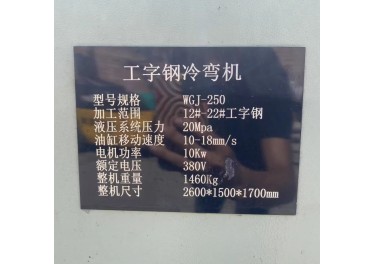 工字钢冷弯机
型号规格 WGJ-250
加工范围 12#-22#工字钢
液压系统压力 20Mpa
油缸移动速度 10-18mm/s
电机功率 10Kw
额定电压 380V
整机重量 1460Kg
整机尺寸 2600*1500*1700mm